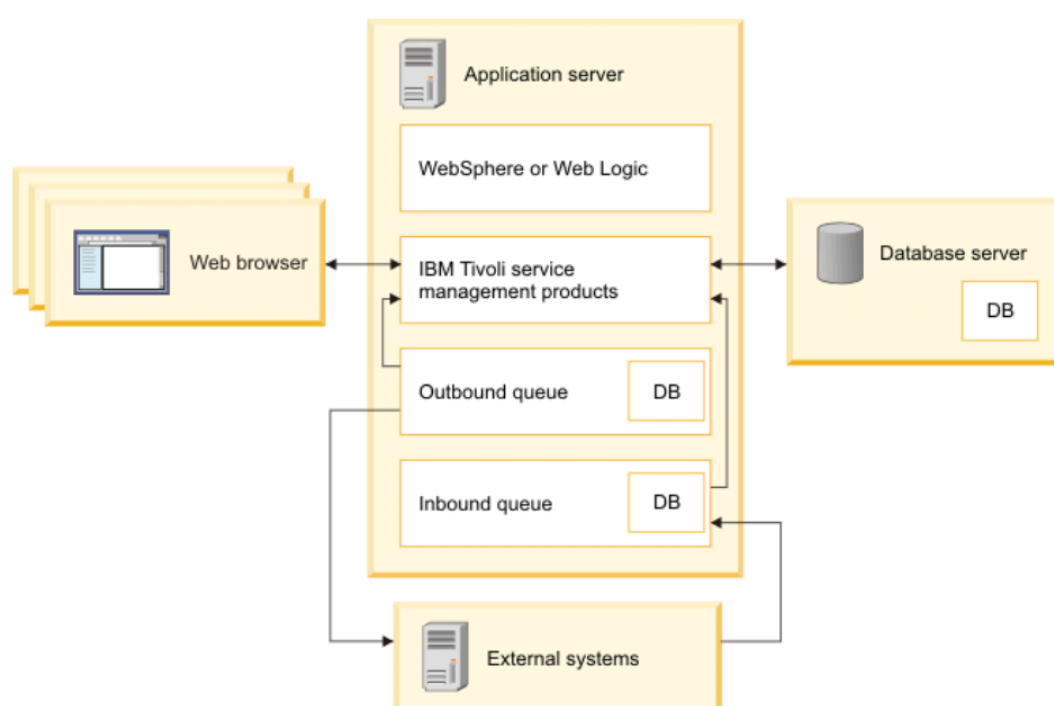 Application server
WebSphere or Web Logic
Web browser
IBM Tivoli service
management products
Database server
DB
Outbound queue
DB
Inbound queue
DB
External systems